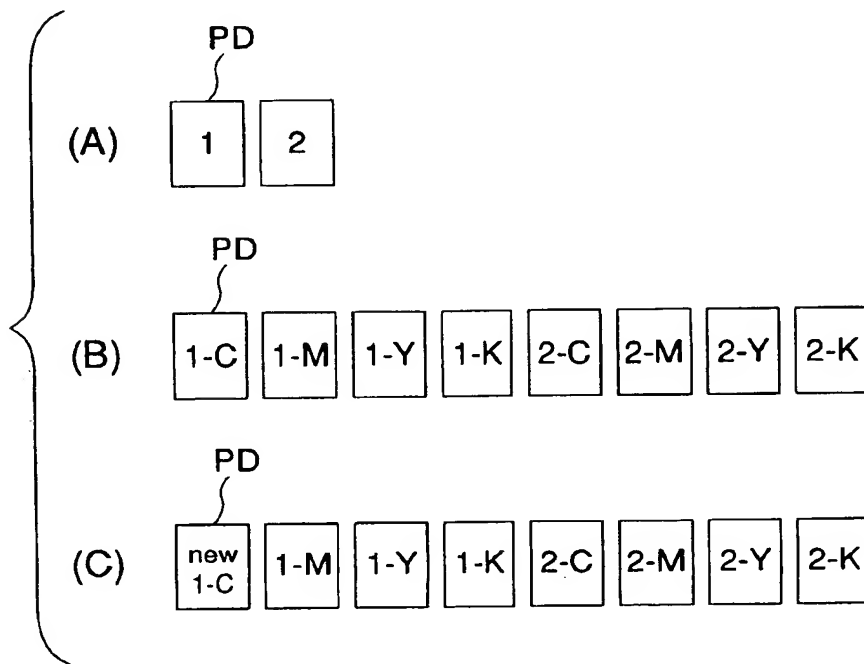 PD
(A) 1 2
PD
(B) 1-C 1-M 1-Y 1-K 2-C 2-M 2-Y 2-K
PD
(C) new 1-C 1-M 1-Y 1-K 2-C 2-M 2-Y 2-K